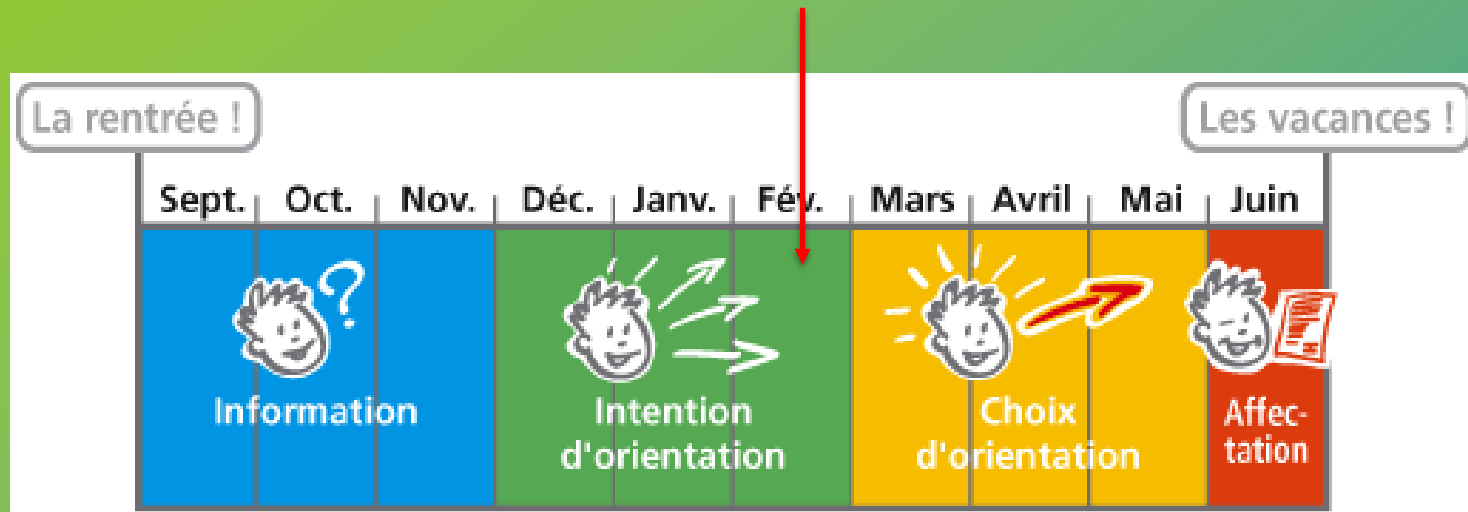 La rentrée !
Les vacances !
Sept. Oct. Nov. Déc. Janv. Fév. Mars Avril Mai Juin
?
Information
Intention
d'orientation
Choix
d'orientation
Affec-
tation